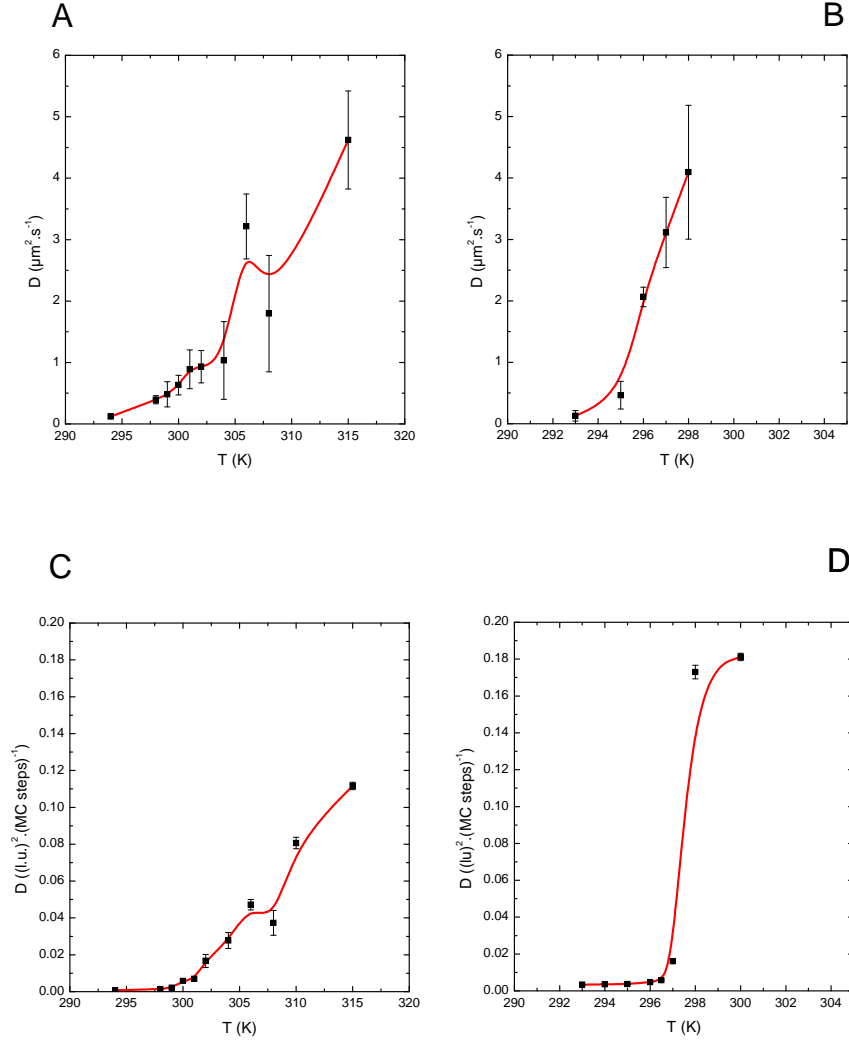 A
B
6
5
4
3
2
1
0
D (µm².s⁻¹)
290 295 300 305 310 315 320
T (K)
6
5
4
3
2
1
0
D (µm².s⁻¹)
290 292 294 296 298 300 302 304
T (K)
C
D
0.20
0.18
0.16
0.14
0.12
0.10
0.08
0.06
0.04
0.02
0.00
D ((l.u.)².(MC steps)⁻¹)
290 295 300 305 310 315 320
T (K)
0.20
0.18
0.16
0.14
0.12
0.10
0.08
0.06
0.04
0.02
0.00
D ((lu)².(MC steps)⁻¹)
290 292 294 296 298 300 302 304
T (K)